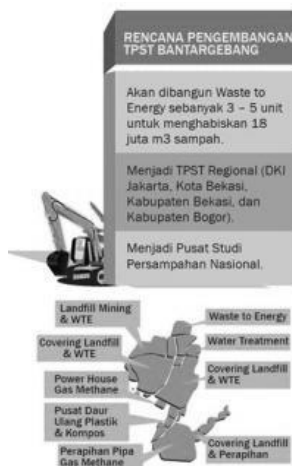 RENCANA PENGEMBANGAN
TPST BANTARGEBANG
Akan dibangun Waste to
Energy sebanyak 3 – 5 unit
untuk menghabiskan 18
juta m3 sampah.
Menjadi TPST Regional (DKI
Jakarta, Kota Bekasi,
Kabupaten Bekasi, dan
Kabupaten Bogor).
Menjadi Pusat Studi
Persampahan Nasional.
Landfill Mining
& WTE
Waste to Energy
Covering Landfill
& WTE
Water Treatment
Power House
Gas Methane
Covering Landfill
& WTE
Pusat Daur
Ulang Plastik
& Kompos
Perapihan Pipa
Gas Methane
Covering Landfill
& Perapihan